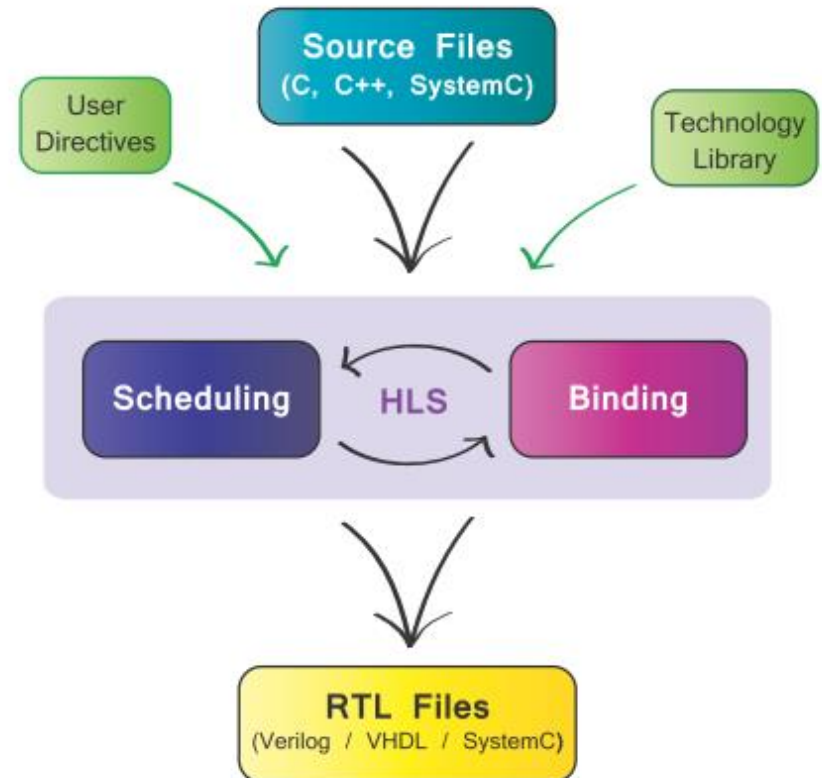 Source Files
(C, C++, SystemC)
User
Directives
Technology
Library
Scheduling
HLS
Binding
RTL Files
(Verilog / VHDL / SystemC)